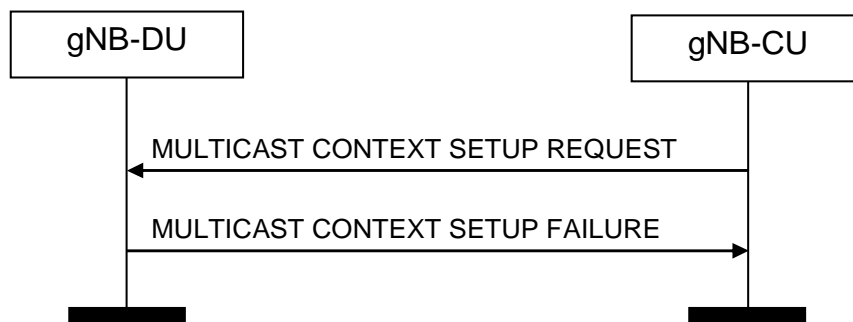 gNB-DU
gNB-CU
MULTICAST CONTEXT SETUP REQUEST
MULTICAST CONTEXT SETUP FAILURE